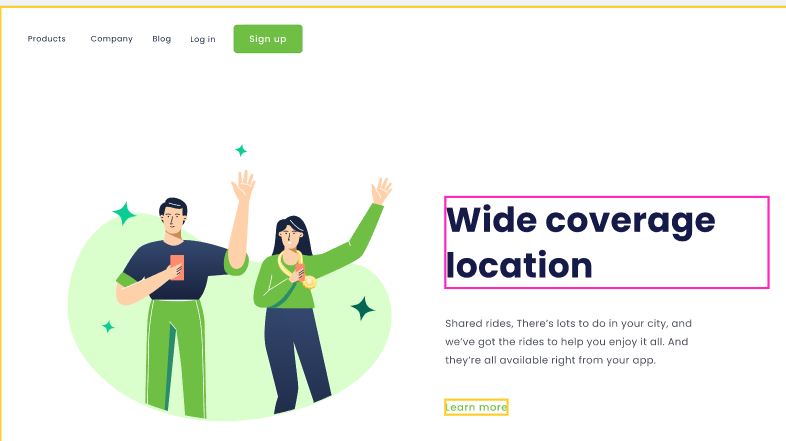 Products Company Blog Log in Sign up
Wide coverage
location
Shared rides, There’s lots to do in your city, and
we’ve got the rides to help you enjoy it all. And
they’re all available right from your app.
Learn more